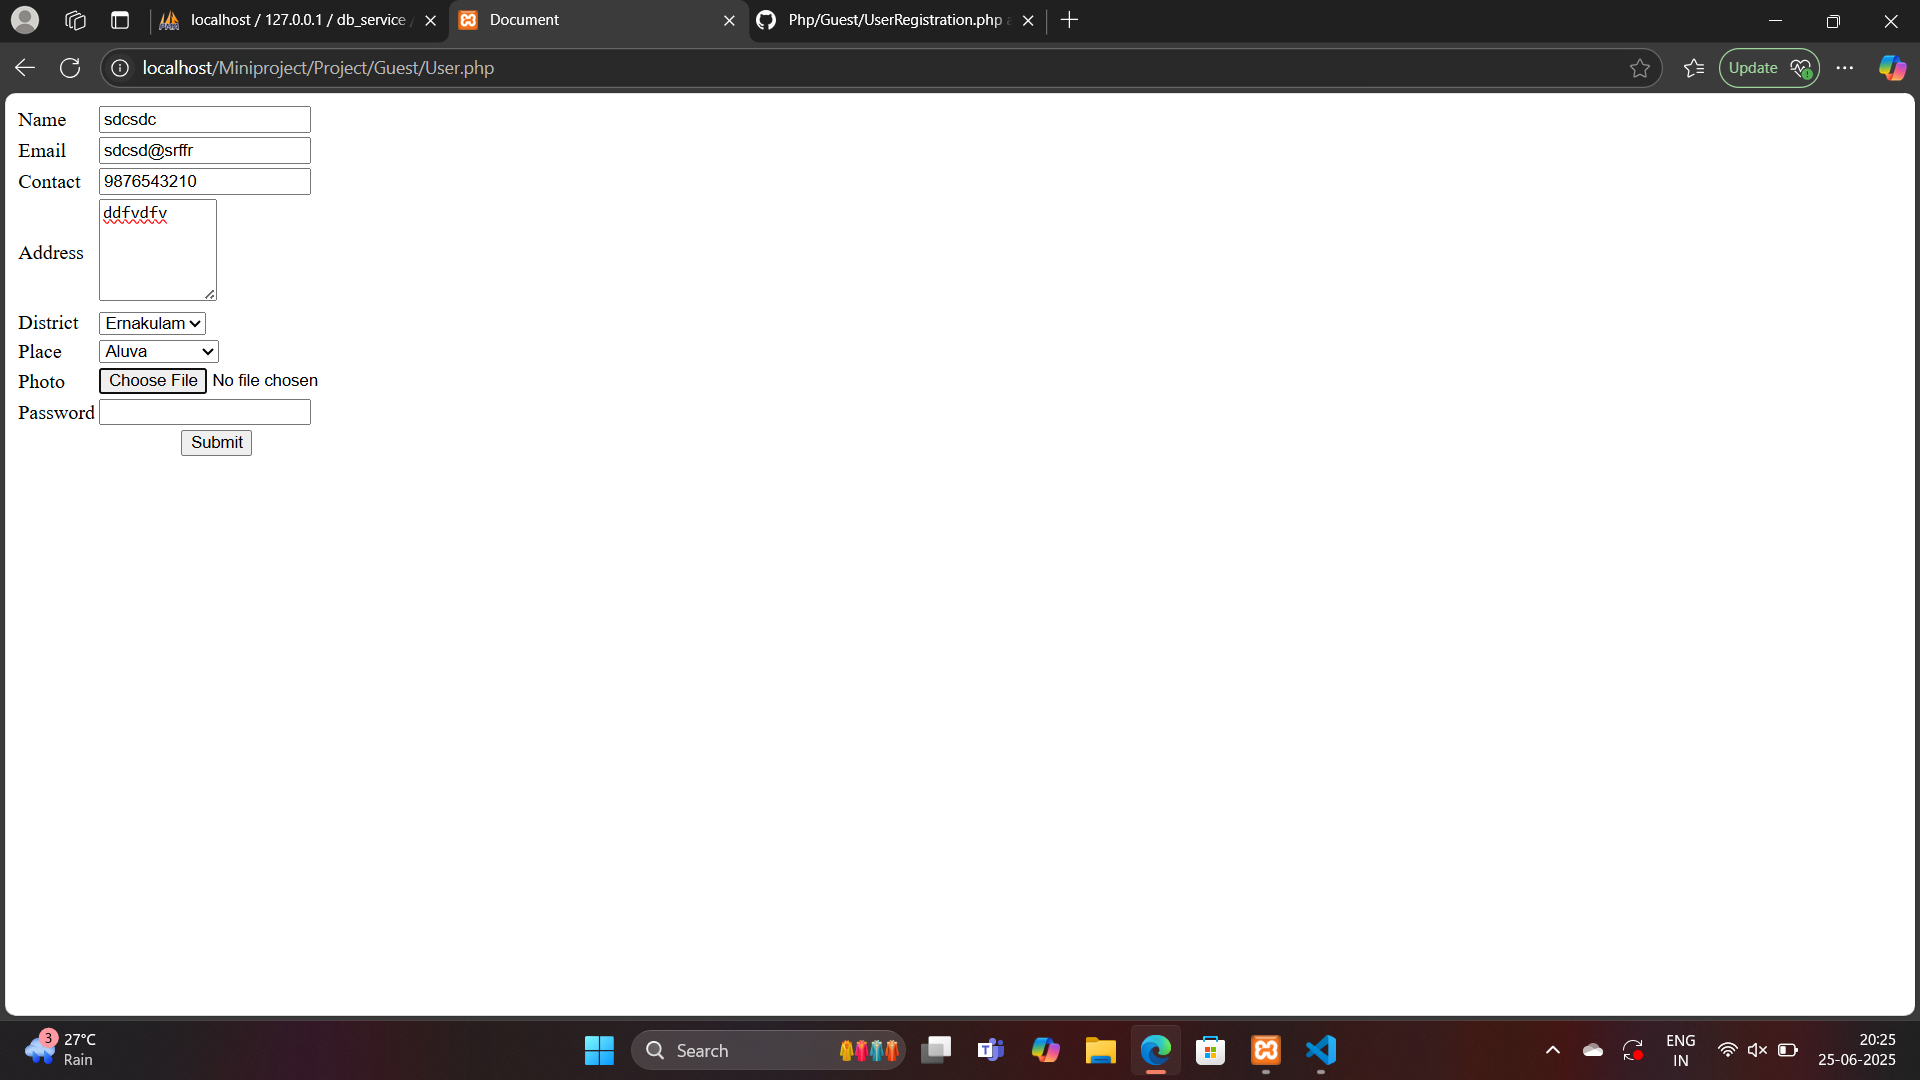 localhost / 127.0.0.1 / db_service
Document
Php/Guest/UserRegistration.php
localhost/Miniproject/Project/Guest/User.php
Update
Name sdcsdc
Email sdcsd@srffr
Contact 9876543210
Address ddfvdfv
District Ernakulam
Place Aluva
Photo Choose File No file chosen
Password
Submit
3 27°C
Rain
Search
ENG
IN
20:25
25-06-2025